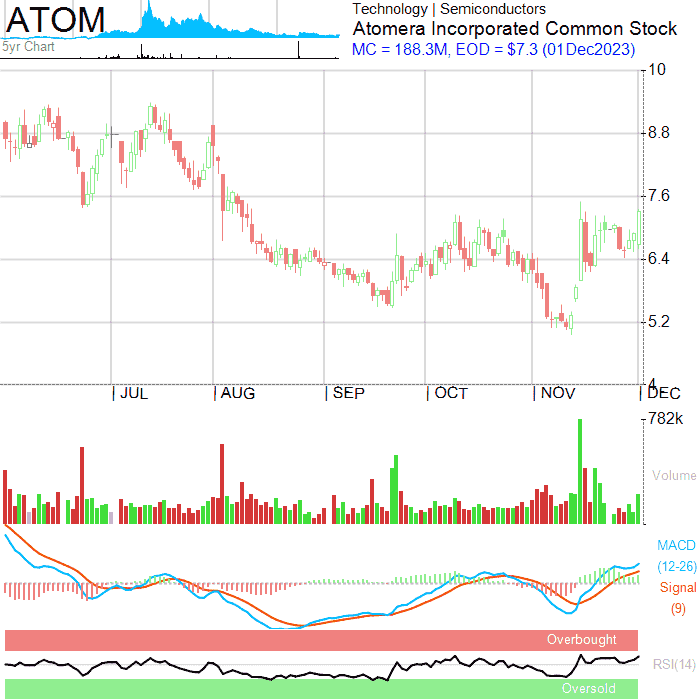 ATOM
5yr Chart
Technology | Semiconductors
Atomera Incorporated Common Stock
MC = 188.3M, EOD = $7.3 (01Dec2023)
10
8.8
7.6
6.4
5.2
4
| JUL | AUG | SEP | OCT | NOV | DEC
782k
Volume
MACD
(12-26)
Signal
(9)
Overbought
RSI(14)
Oversold